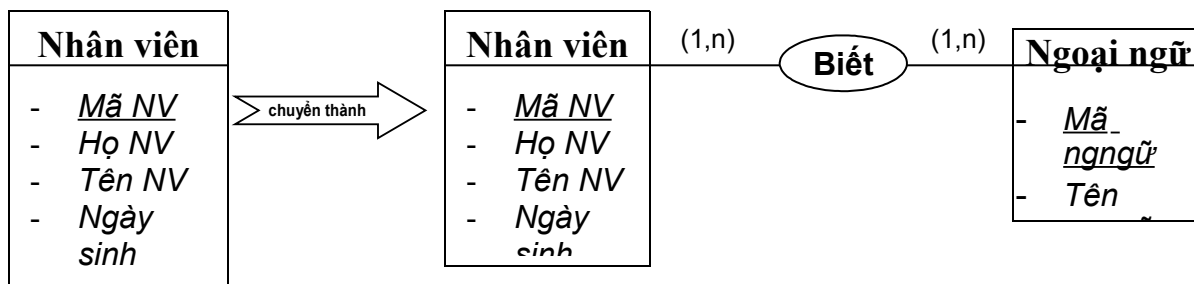 Nhân viên
- Mã NV
- Họ NV
- Tên NV
- Ngày
sinh
chuyển thành
Nhân viên
- Mã NV
- Họ NV
- Tên NV
- Ngày
sinh
(1,n)
Biết
(1,n)
Ngoại ngữ
- Mã
ngngữ
- Tên